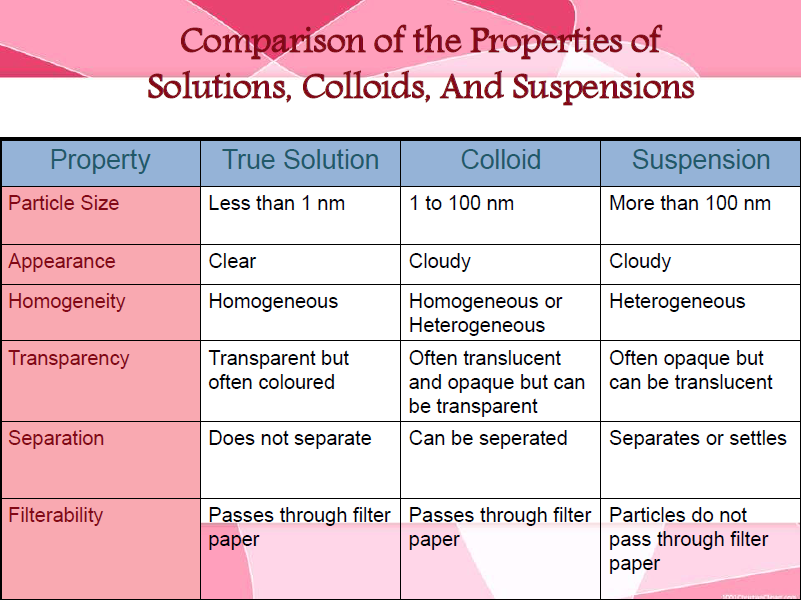 Comparison of the Properties of
Solutions, Colloids, And Suspensions
Property True Solution Colloid Suspension
Particle Size Less than 1 nm 1 to 100 nm More than 100 nm
Appearance Clear Cloudy Cloudy
Homogeneity Homogeneous Homogeneous or Heterogeneous
Heterogeneous
Transparency Transparent but Often translucent Often opaque but
often coloured and opaque but can can be translucent
be transparent
Separation Does not separate Can be seperated Separates or settles
Filterability Passes through filter Passes through filter Particles do not
paper paper pass through filter
paper